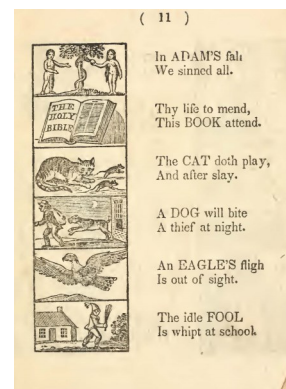 ( 11 )
THE
HOLY
BIBLE
In ADAM'S fall
We sinned all.
Thy life to mend,
This BOOK attend.
The CAT doth play,
And after slay.
A DOG will bite
A thief at night.
An EAGLE'S fligh
Is out of sight.
The idle FOOL
Is whipt at school.